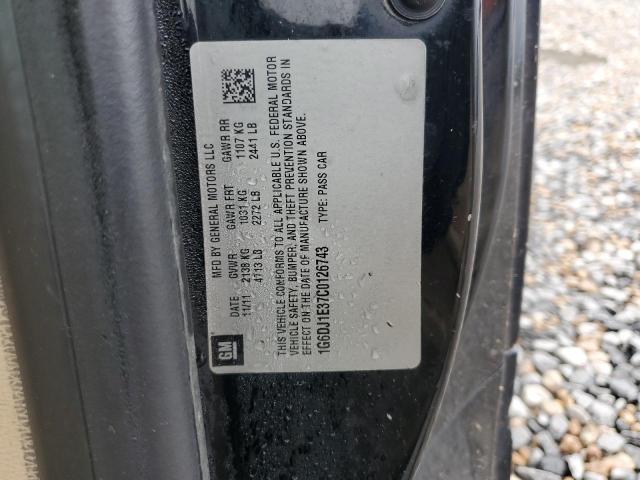 GM
MFD BY GENERAL MOTORS LLC
DATE GVWR GAWR FRT GAWR RR
11/11 2138 KG 1031 KG 1107 KG
4713 LB 2272 LB 2441 LB
THIS VEHICLE CONFORMS TO ALL APPLICABLE U.S. FEDERAL MOTOR
VEHICLE SAFETY, BUMPER, AND THEFT PREVENTION STANDARDS IN
EFFECT ON THE DATE OF MANUFACTURE SHOWN ABOVE.
1G6DJ1E37C0126743 TYPE: PASS CAR